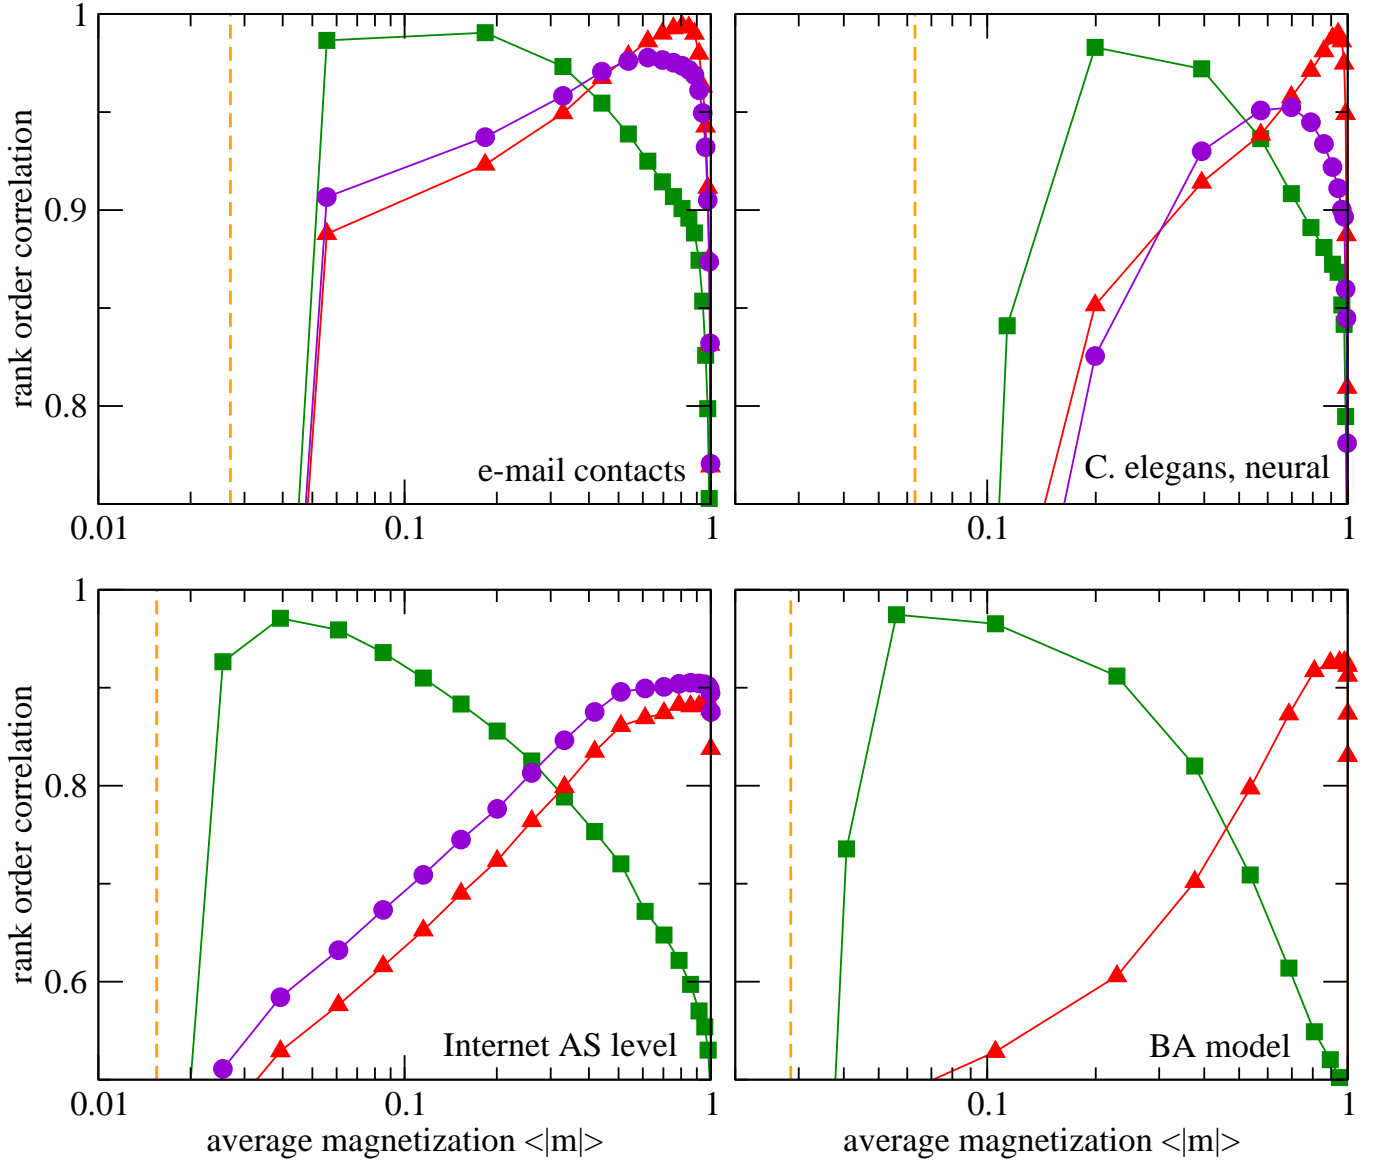 1
0.9
0.8
rank order correlation
e-mail contacts
C. elegans, neural
0.01
0.1
1
0.1
1
1
0.8
0.6
rank order correlation
Internet AS level
BA model
0.01
0.1
1
0.1
1
average magnetization <|m|>
average magnetization <|m|>